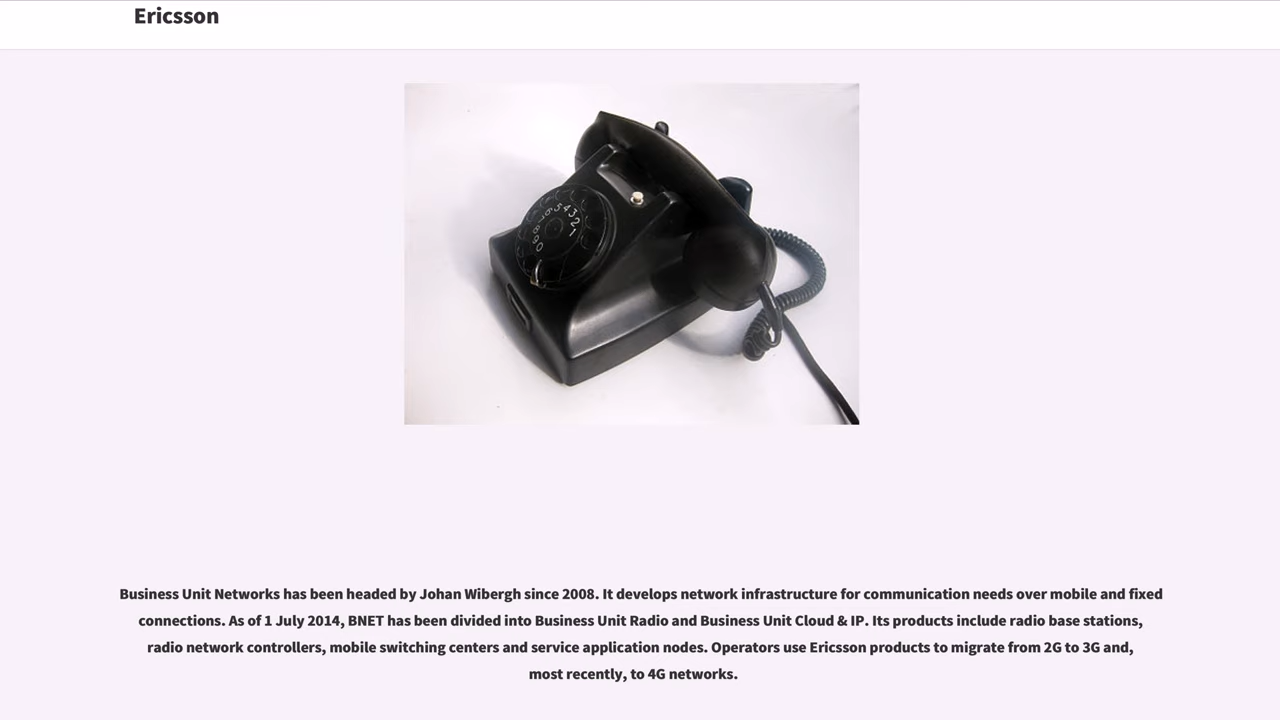 Ericsson
Business Unit Networks has been headed by Johan Wibergh since 2008. It develops network infrastructure for communication needs over mobile and fixed
connections. As of 1 July 2014, BNET has been divided into Business Unit Radio and Business Unit Cloud & IP. Its products include radio base stations,
radio network controllers, mobile switching centers and service application nodes. Operators use Ericsson products to migrate from 2G to 3G and,
most recently, to 4G networks.